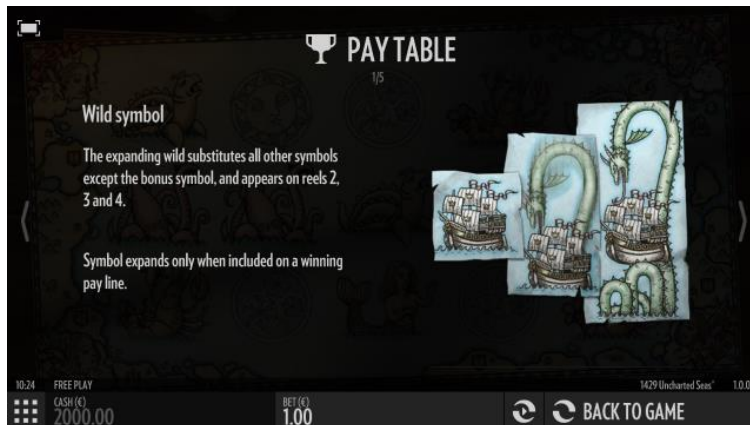 PAY TABLE
1/5
Wild symbol
The expanding wild substitutes all other symbols
except the bonus symbol, and appears on reels 2,
3 and 4.
Symbol expands only when included on a winning
pay line.
10:24 FREE PLAY 1429 Uncharted Seas™ 1.0.0
CASH (€) BET (€)
2000.00 1.00 BACK TO GAME